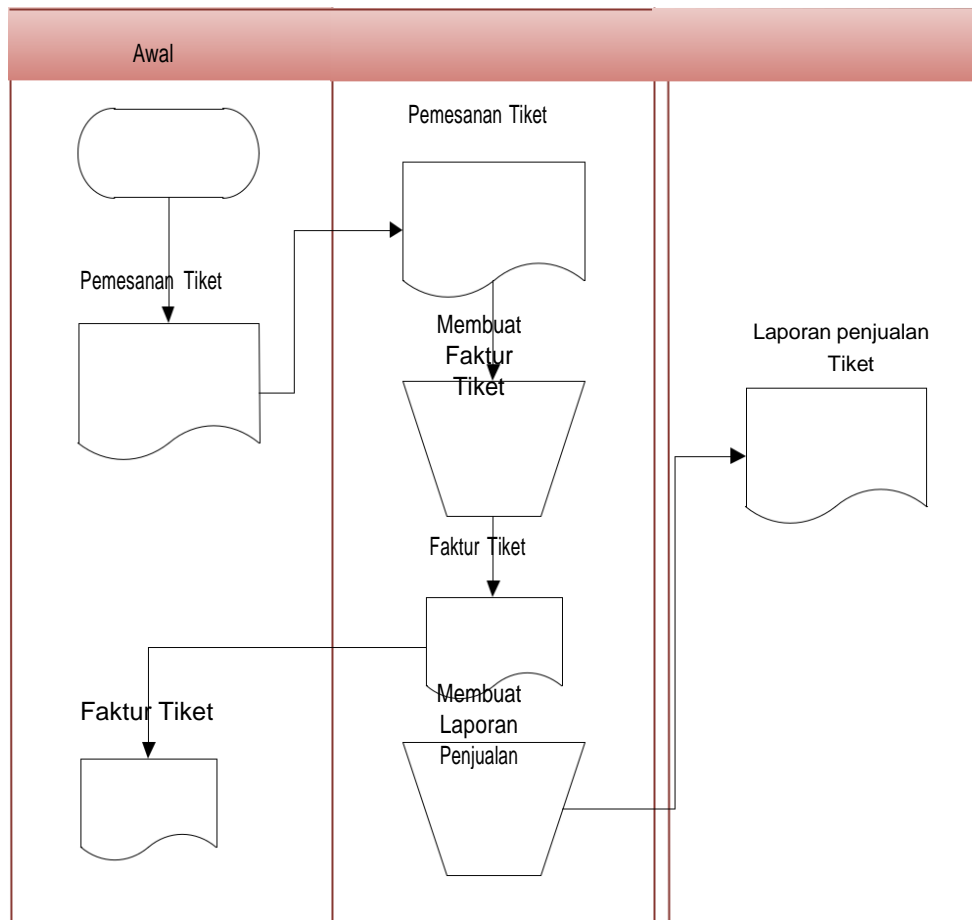 Awal
Pemesanan Tiket
Pemesanan Tiket
Membuat
Faktur
Tiket
Laporan penjualan
Tiket
Faktur Tiket
Membuat
Laporan
Penjualan
Faktur Tiket